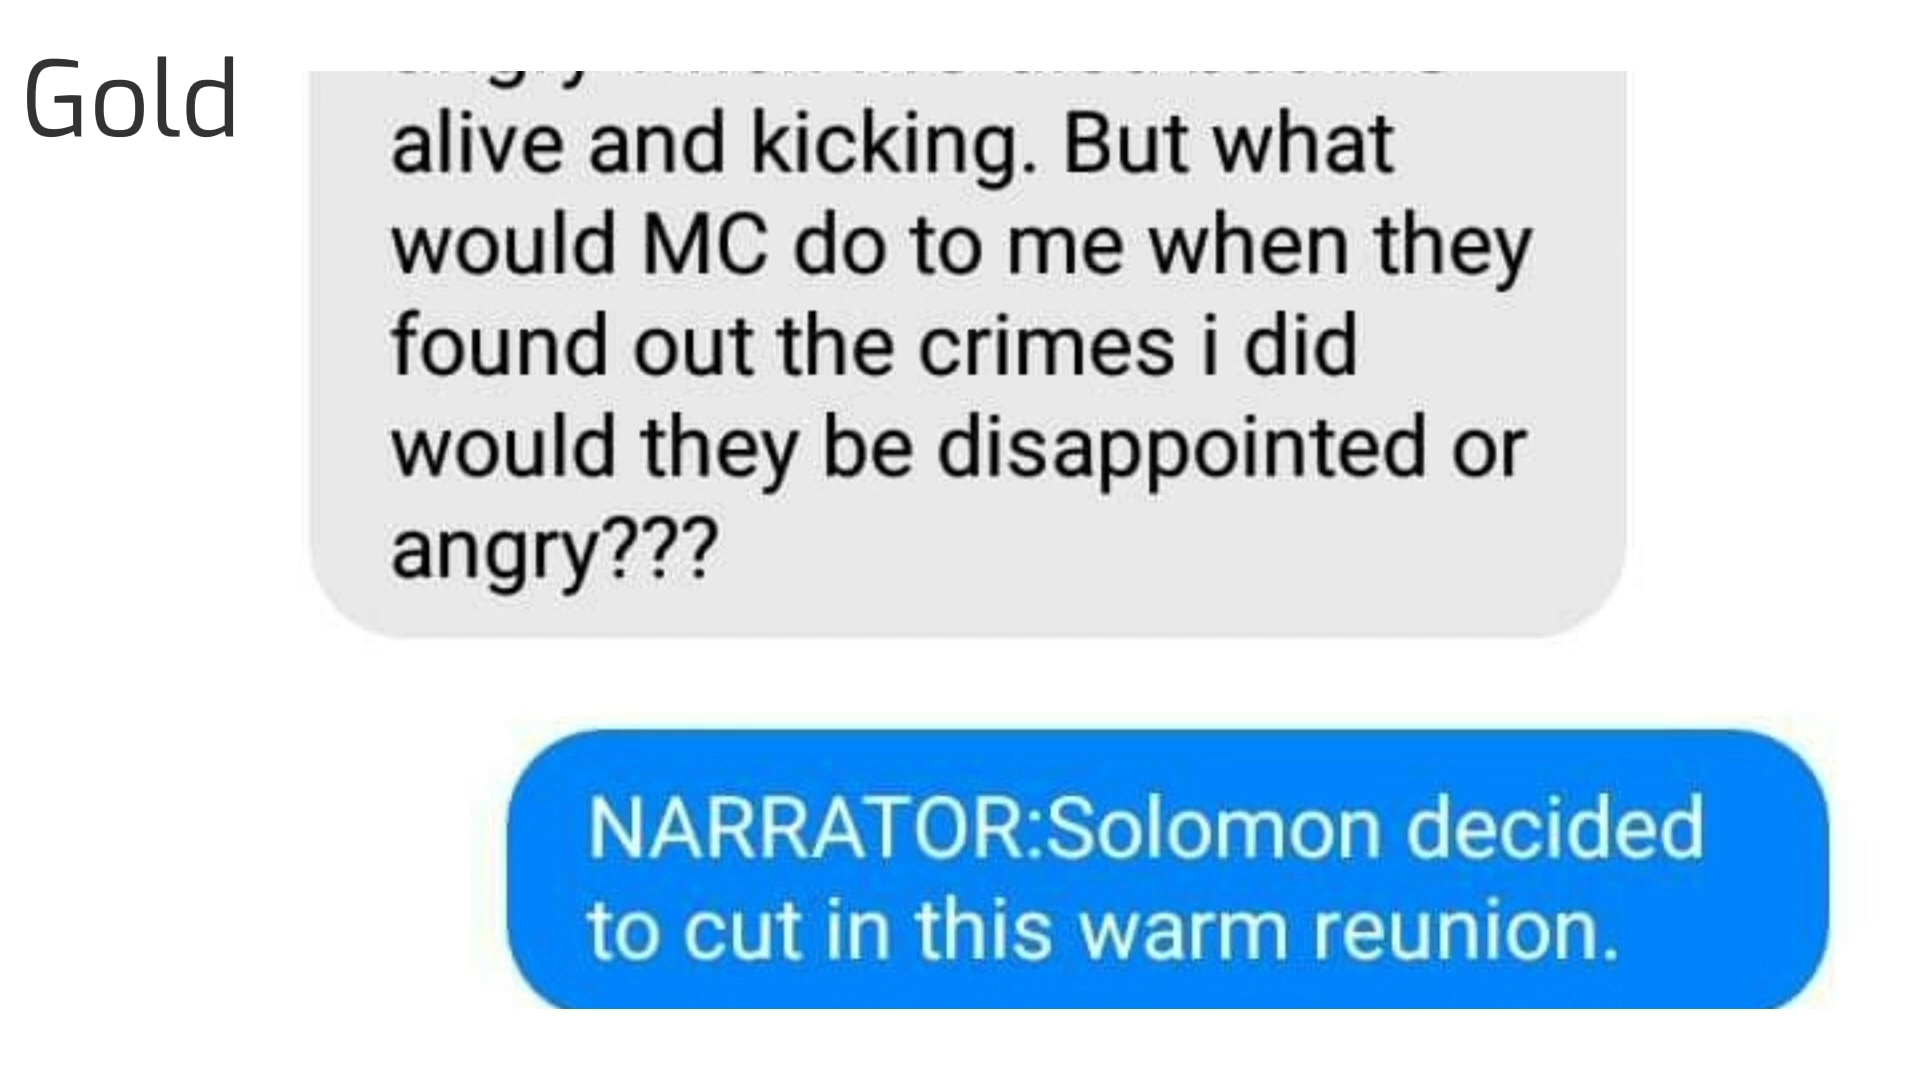 Gold
alive and kicking. But what
would MC do to me when they
found out the crimes i did
would they be disappointed or
angry???
NARRATOR:Solomon decided
to cut in this warm reunion.